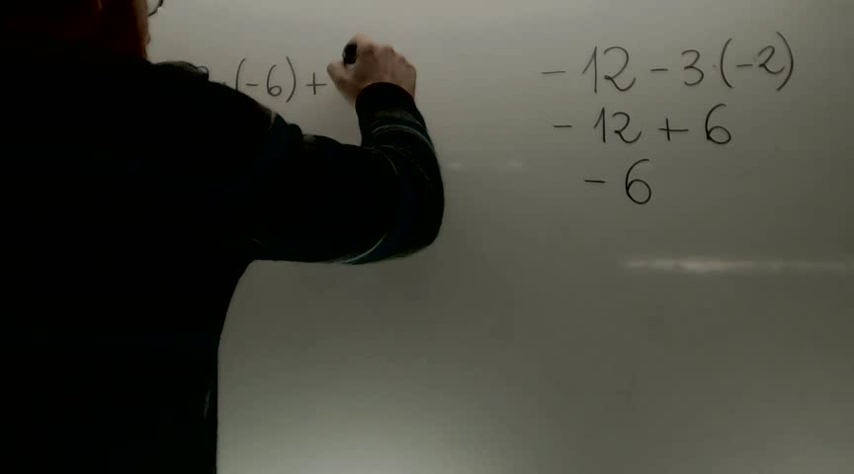 (-6) +
- 12 - 3·(-2)
- 12 + 6
- 6